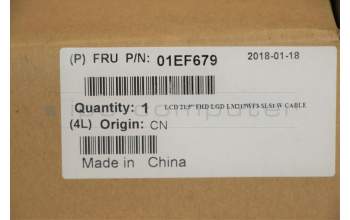 (P) FRU P/N: 01EF679 2018-01-18
Quantity: 1 LCD 21.5" FHD LGD LM215WF9 SLS1 W CABLE
(4L) Origin: CN
Made in China